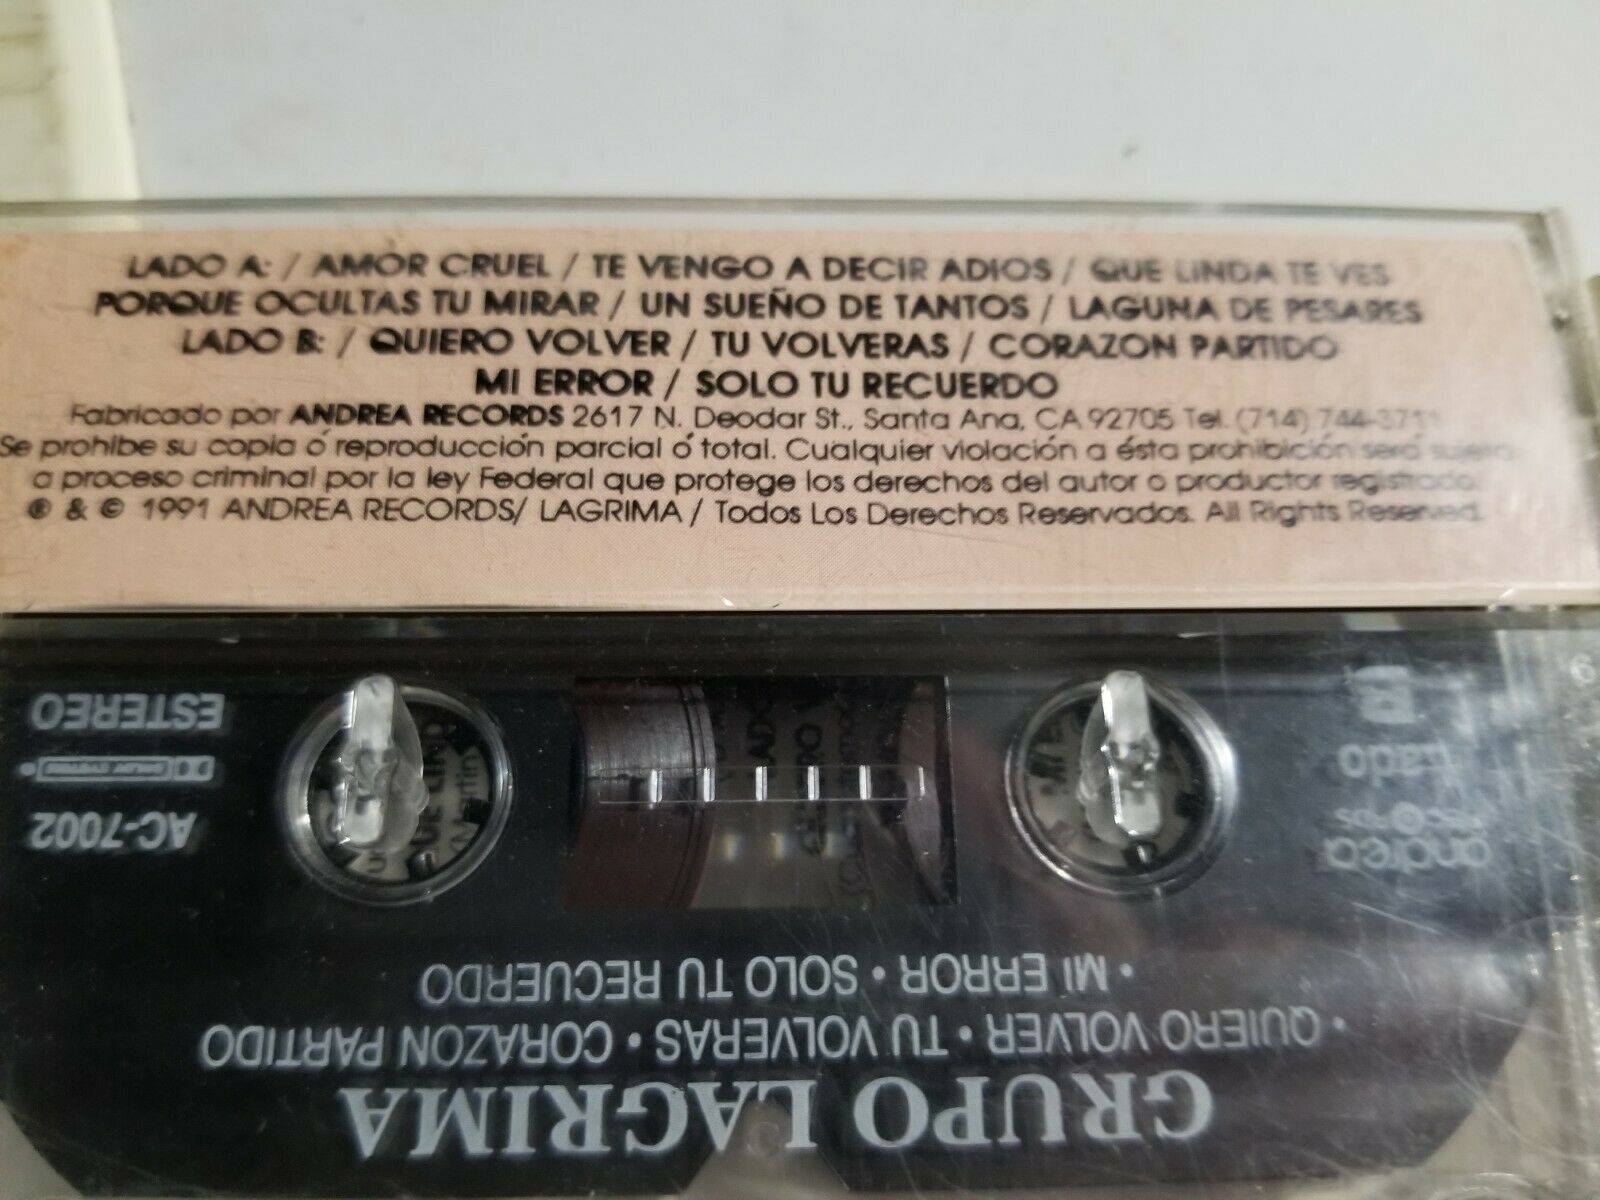 LADO A: / AMOR CRUEL / TE VENGO A DECIR ADIOS / QUE LINDA TE VES
PORQUE OCULTAS TU MIRAR / UN SUEÑO DE TANTOS / LAGUNA DE PESARES
LADO B: / QUIERO VOLVER / TU VOLVERAS / CORAZON PARTIDO
MI ERROR / SOLO TU RECUERDO
Fabricado por ANDREA RECORDS 2617 N. Deodar St., Santa Ana, CA 92705 Tel. (714) 744-3711
Se prohibe su copia ó reproducción parcial ó total. Cualquier violación a ésta prohibición será sujeta
a proceso criminal por la ley Federal que protege los derechos del autor o productor registrado.
℗ & © 1991 ANDREA RECORDS/ LAGRIMA / Todos Los Derechos Reservados. All Rights Reserved.
GRUPO LAGRIMA
• QUIERO VOLVER • TU VOLVERAS • CORAZON PARTIDO
• MI ERROR • SOLO TU RECUERDO
andrea
RECORDS
Lado
B
AC-7002
DOLBY SYSTEM
ESTEREO